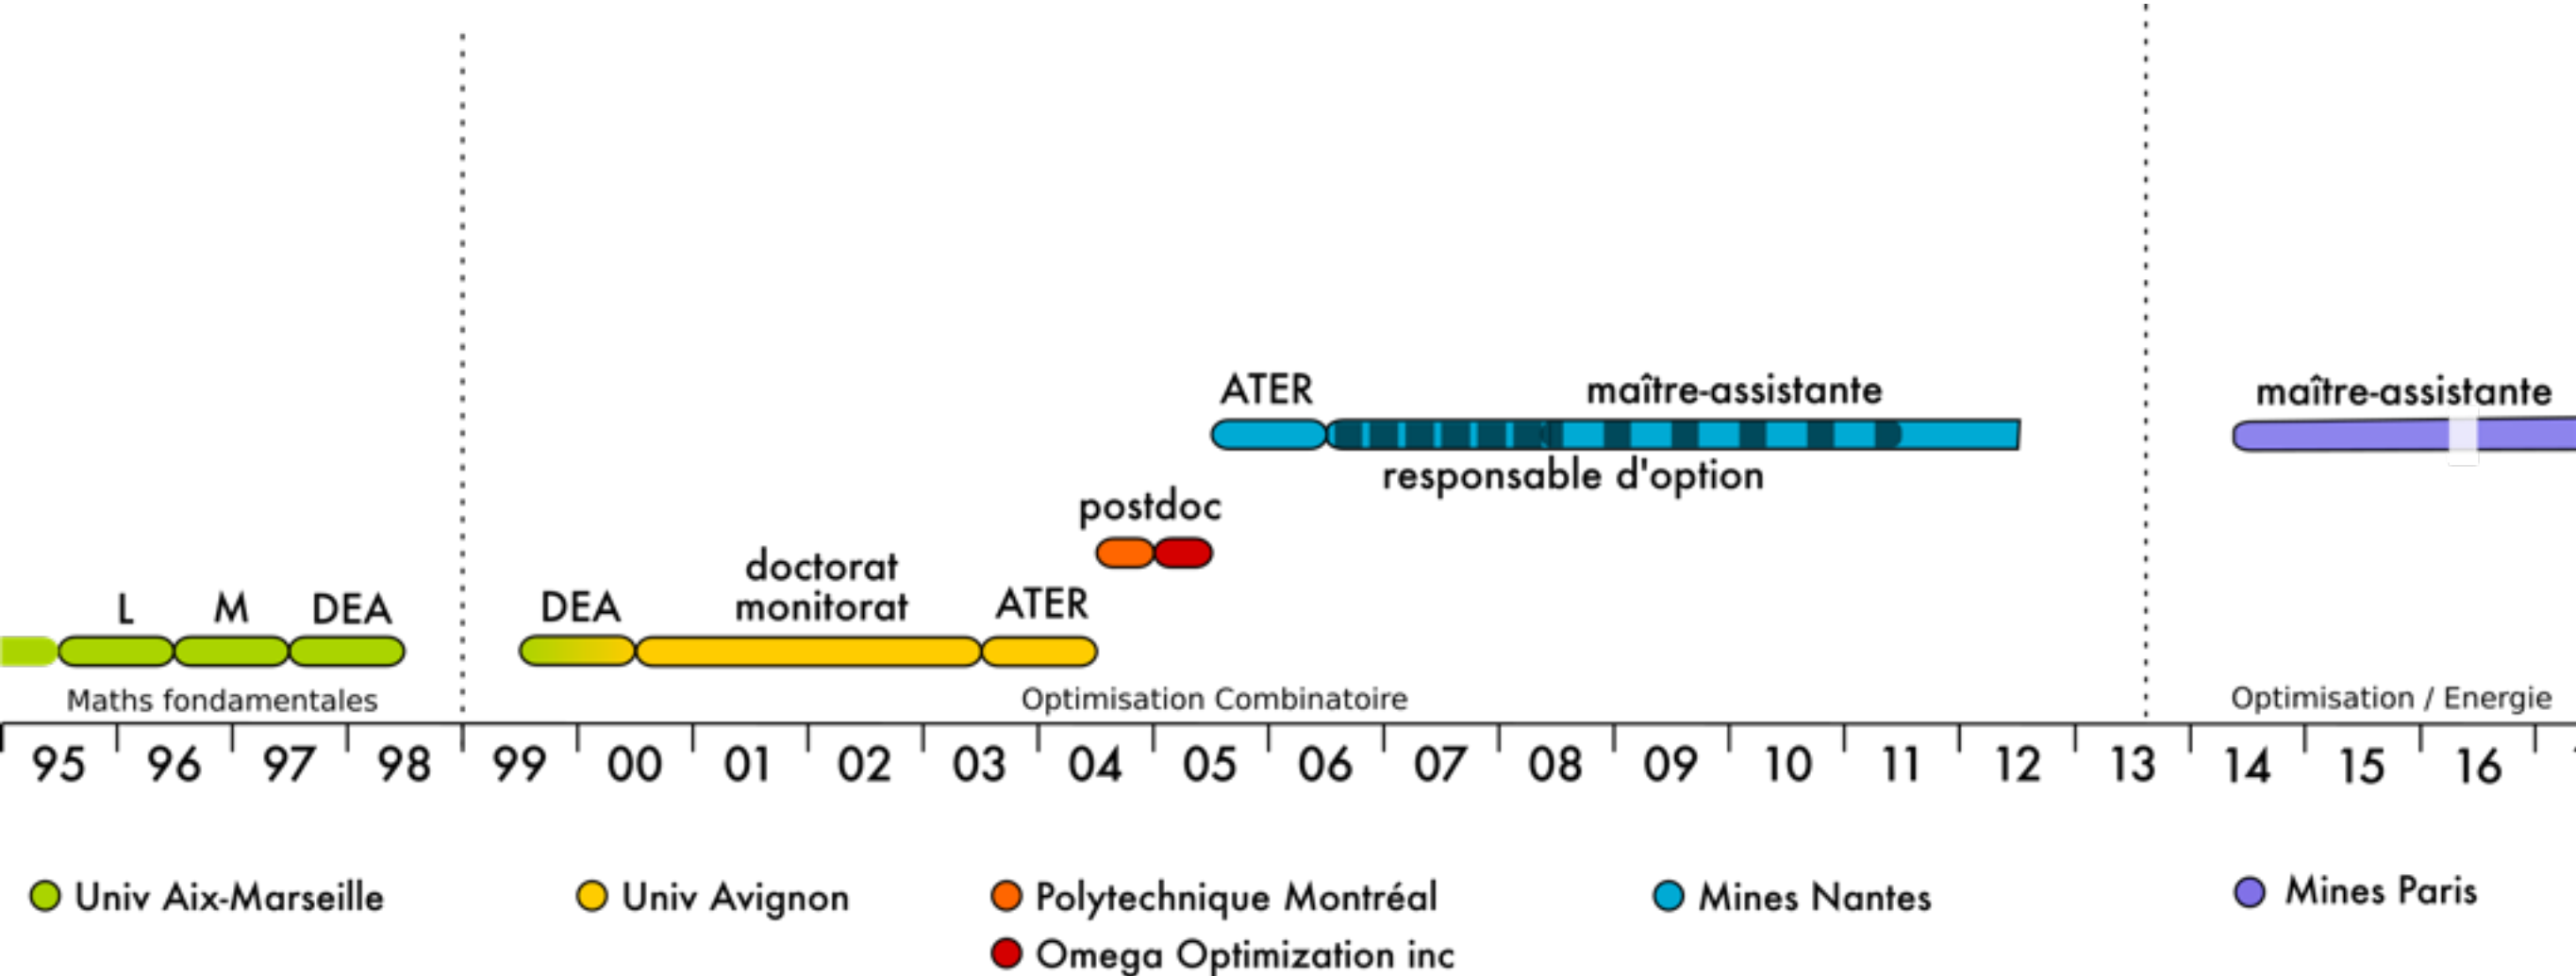 ATER
maître-assistante
maître-assistante
responsable d'option
postdoc
doctorat
monitorat
L M DEA
DEA
ATER
Maths fondamentales
Optimisation Combinatoire
Optimisation / Energie
95 96 97 98 99 00 01 02 03 04 05 06 07 08 09 10 11 12 13 14 15 16
Univ Aix-Marseille
Univ Avignon
Polytechnique Montréal
Omega Optimization inc
Mines Nantes
Mines Paris